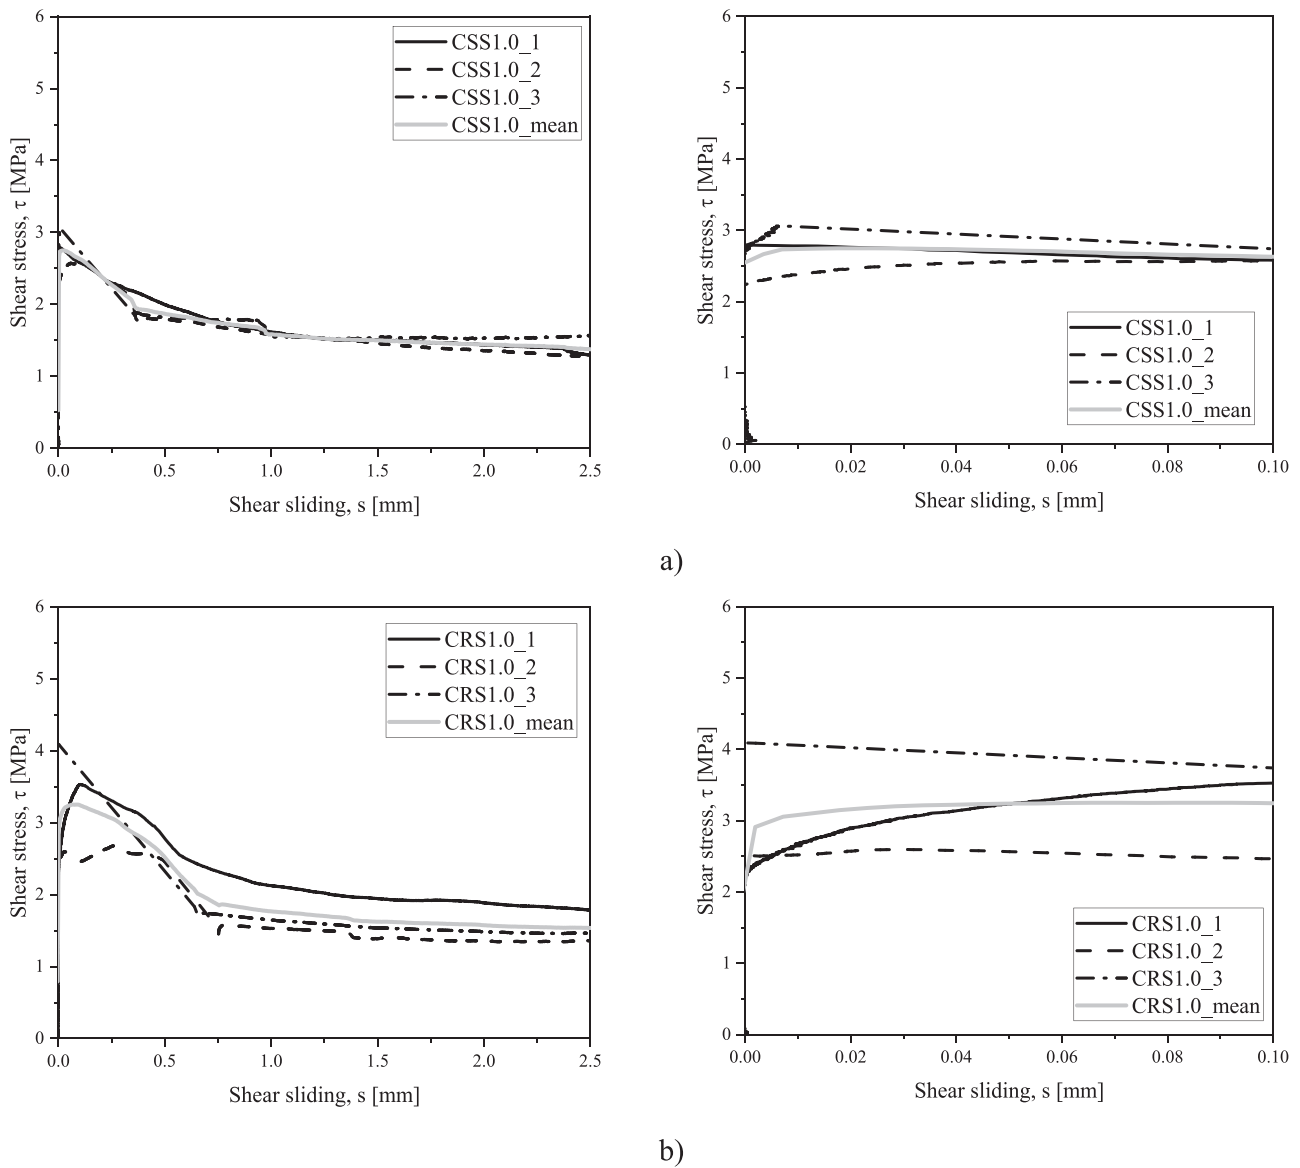 6
5
4
3
2
1
0
Shear stress, τ [MPa]
CSS1.0_1
CSS1.0_2
CSS1.0_3
CSS1.0_mean
0.0 0.5 1.0 1.5 2.0 2.5
Shear sliding, s [mm]
6
5
4
3
2
1
0
Shear stress, τ [MPa]
CSS1.0_1
CSS1.0_2
CSS1.0_3
CSS1.0_mean
0.00 0.02 0.04 0.06 0.08 0.10
Shear sliding, s [mm]
a)
6
5
4
3
2
1
0
Shear stress, τ [MPa]
CRS1.0_1
CRS1.0_2
CRS1.0_3
CRS1.0_mean
0.0 0.5 1.0 1.5 2.0 2.5
Shear sliding, s [mm]
6
5
4
3
2
1
0
Shear stress, τ [MPa]
CRS1.0_1
CRS1.0_2
CRS1.0_3
CRS1.0_mean
0.00 0.02 0.04 0.06 0.08 0.10
Shear sliding, s [mm]
b)